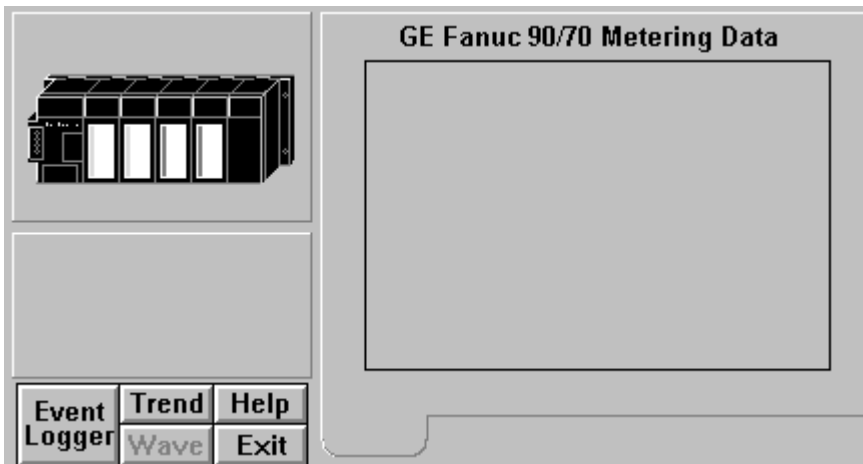 GE Fanuc 90/70 Metering Data
Event
Logger
Trend
Help
Wave
Exit